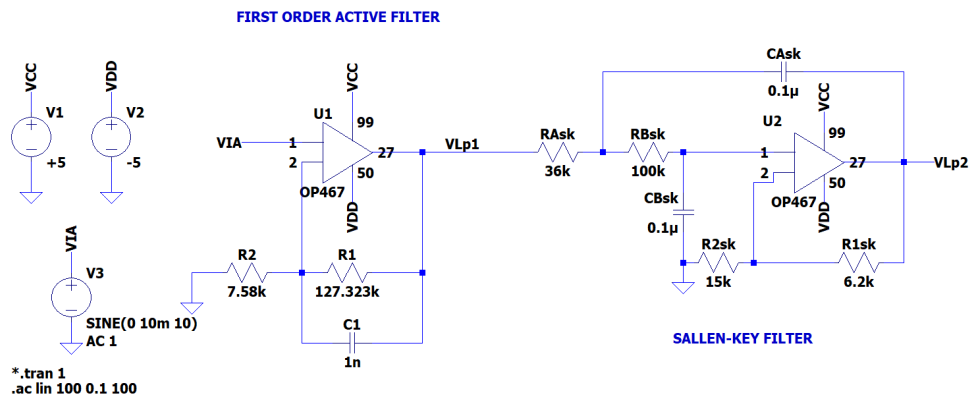 FIRST ORDER ACTIVE FILTER
VCC
V1
+5
VDD
V2
-5
VIA
V3
SINE(0 10m 10)
AC 1
*.tran 1
.ac lin 100 0.1 100
VIA
U1
VCC
99
1
2
27
50
OP467
VDD
R2
7.58k
R1
127.323k
C1
1n
VLp1
RAsk
36k
RBsk
100k
CAsk
0.1µ
CBsk
0.1µ
VCC
U2
99
1
2
27
50
OP467
VDD
VLp2
R2sk
15k
R1sk
6.2k
SALLEN-KEY FILTER